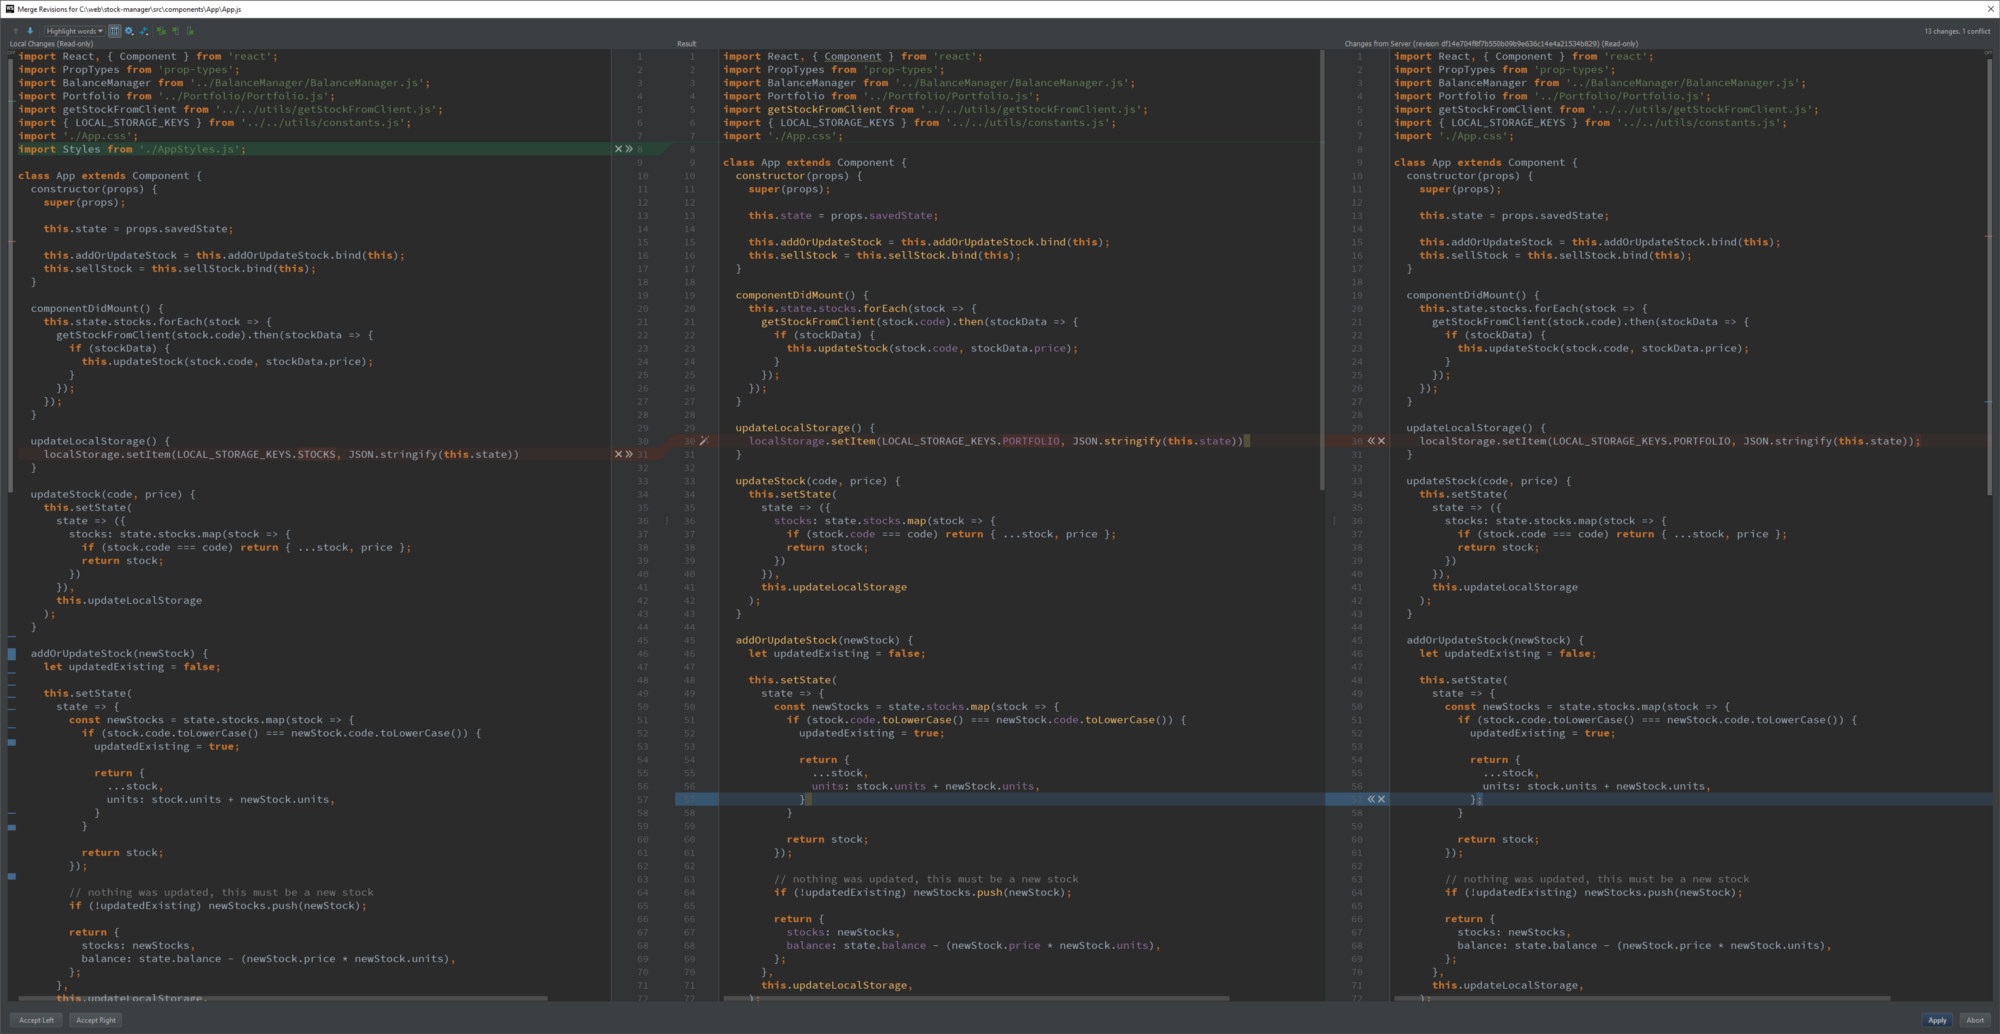 Merge Revisions for C:\web\stock-manager\src\components\App\App.js
Highlight words
13 changes. 1 conflict
Local Changes (Read-only)
import React, { Component } from 'react';
import PropTypes from 'prop-types';
import BalanceManager from '../BalanceManager/BalanceManager.js';
import Portfolio from '../Portfolio/Portfolio.js';
import getStockFromClient from '../../utils/getStockFromClient.js';
import { LOCAL_STORAGE_KEYS } from '../../utils/constants.js';
import './App.css';
import Styles from './AppStyles.js';
class App extends Component {
constructor(props) {
super(props);
this.state = props.savedState;
this.addOrUpdateStock = this.addOrUpdateStock.bind(this);
this.sellStock = this.sellStock.bind(this);
}
componentDidMount() {
this.state.stocks.forEach(stock => {
getStockFromClient(stock.code).then(stockData => {
if (stockData) {
this.updateStock(stock.code, stockData.price);
}
});
});
}
updateLocalStorage() {
localStorage.setItem(LOCAL_STORAGE_KEYS.STOCKS, JSON.stringify(this.state))
}
updateStock(code, price) {
this.setState(
state => ({
stocks: state.stocks.map(stock => {
if (stock.code === code) return { ...stock, price };
return stock;
})
}),
this.updateLocalStorage
);
}
addOrUpdateStock(newStock) {
let updatedExisting = false;
this.setState(
state => {
const newStocks = state.stocks.map(stock => {
if (stock.code.toLowerCase() === newStock.code.toLowerCase()) {
updatedExisting = true;
return {
...stock,
units: stock.units + newStock.units,
}
}
return stock;
});
// nothing was updated, this must be a new stock
if (!updatedExisting) newStocks.push(newStock);
return {
stocks: newStocks,
balance: state.balance - (newStock.price * newStock.units),
};
},
this.updateLocalStorage,
Result
import React, { Component } from 'react';
import PropTypes from 'prop-types';
import BalanceManager from '../BalanceManager/BalanceManager.js';
import Portfolio from '../Portfolio/Portfolio.js';
import getStockFromClient from '../../utils/getStockFromClient.js';
import { LOCAL_STORAGE_KEYS } from '../../utils/constants.js';
import './App.css';
class App extends Component {
constructor(props) {
super(props);
this.state = props.savedState;
this.addOrUpdateStock = this.addOrUpdateStock.bind(this);
this.sellStock = this.sellStock.bind(this);
}
componentDidMount() {
this.state.stocks.forEach(stock => {
getStockFromClient(stock.code).then(stockData => {
if (stockData) {
this.updateStock(stock.code, stockData.price);
}
});
});
}
updateLocalStorage() {
localStorage.setItem(LOCAL_STORAGE_KEYS.PORTFOLIO, JSON.stringify(this.state))
}
updateStock(code, price) {
this.setState(
state => ({
stocks: state.stocks.map(stock => {
if (stock.code === code) return { ...stock, price };
return stock;
})
}),
this.updateLocalStorage
);
}
addOrUpdateStock(newStock) {
let updatedExisting = false;
this.setState(
state => {
const newStocks = state.stocks.map(stock => {
if (stock.code.toLowerCase() === newStock.code.toLowerCase()) {
updatedExisting = true;
return {
...stock,
units: stock.units + newStock.units,
}
}
return stock;
});
// nothing was updated, this must be a new stock
if (!updatedExisting) newStocks.push(newStock);
return {
stocks: newStocks,
balance: state.balance - (newStock.price * newStock.units),
};
},
this.updateLocalStorage,
);
Changes from Server (revision df14e704f8f7b550b09b9e636c14e4a21534b829) (Read-only)
import React, { Component } from 'react';
import PropTypes from 'prop-types';
import BalanceManager from '../BalanceManager/BalanceManager.js';
import Portfolio from '../Portfolio/Portfolio.js';
import getStockFromClient from '../../utils/getStockFromClient.js';
import { LOCAL_STORAGE_KEYS } from '../../utils/constants.js';
import './App.css';
class App extends Component {
constructor(props) {
super(props);
this.state = props.savedState;
this.addOrUpdateStock = this.addOrUpdateStock.bind(this);
this.sellStock = this.sellStock.bind(this);
}
componentDidMount() {
this.state.stocks.forEach(stock => {
getStockFromClient(stock.code).then(stockData => {
if (stockData) {
this.updateStock(stock.code, stockData.price);
}
});
});
}
updateLocalStorage() {
localStorage.setItem(LOCAL_STORAGE_KEYS.PORTFOLIO, JSON.stringify(this.state));
}
updateStock(code, price) {
this.setState(
state => ({
stocks: state.stocks.map(stock => {
if (stock.code === code) return { ...stock, price };
return stock;
})
}),
this.updateLocalStorage
);
}
addOrUpdateStock(newStock) {
let updatedExisting = false;
this.setState(
state => {
const newStocks = state.stocks.map(stock => {
if (stock.code.toLowerCase() === newStock.code.toLowerCase()) {
updatedExisting = true;
return {
...stock,
units: stock.units + newStock.units,
};
}
return stock;
});
// nothing was updated, this must be a new stock
if (!updatedExisting) newStocks.push(newStock);
return {
stocks: newStocks,
balance: state.balance - (newStock.price * newStock.units),
};
},
this.updateLocalStorage,
);
Accept Left
Accept Right
Apply
Abort